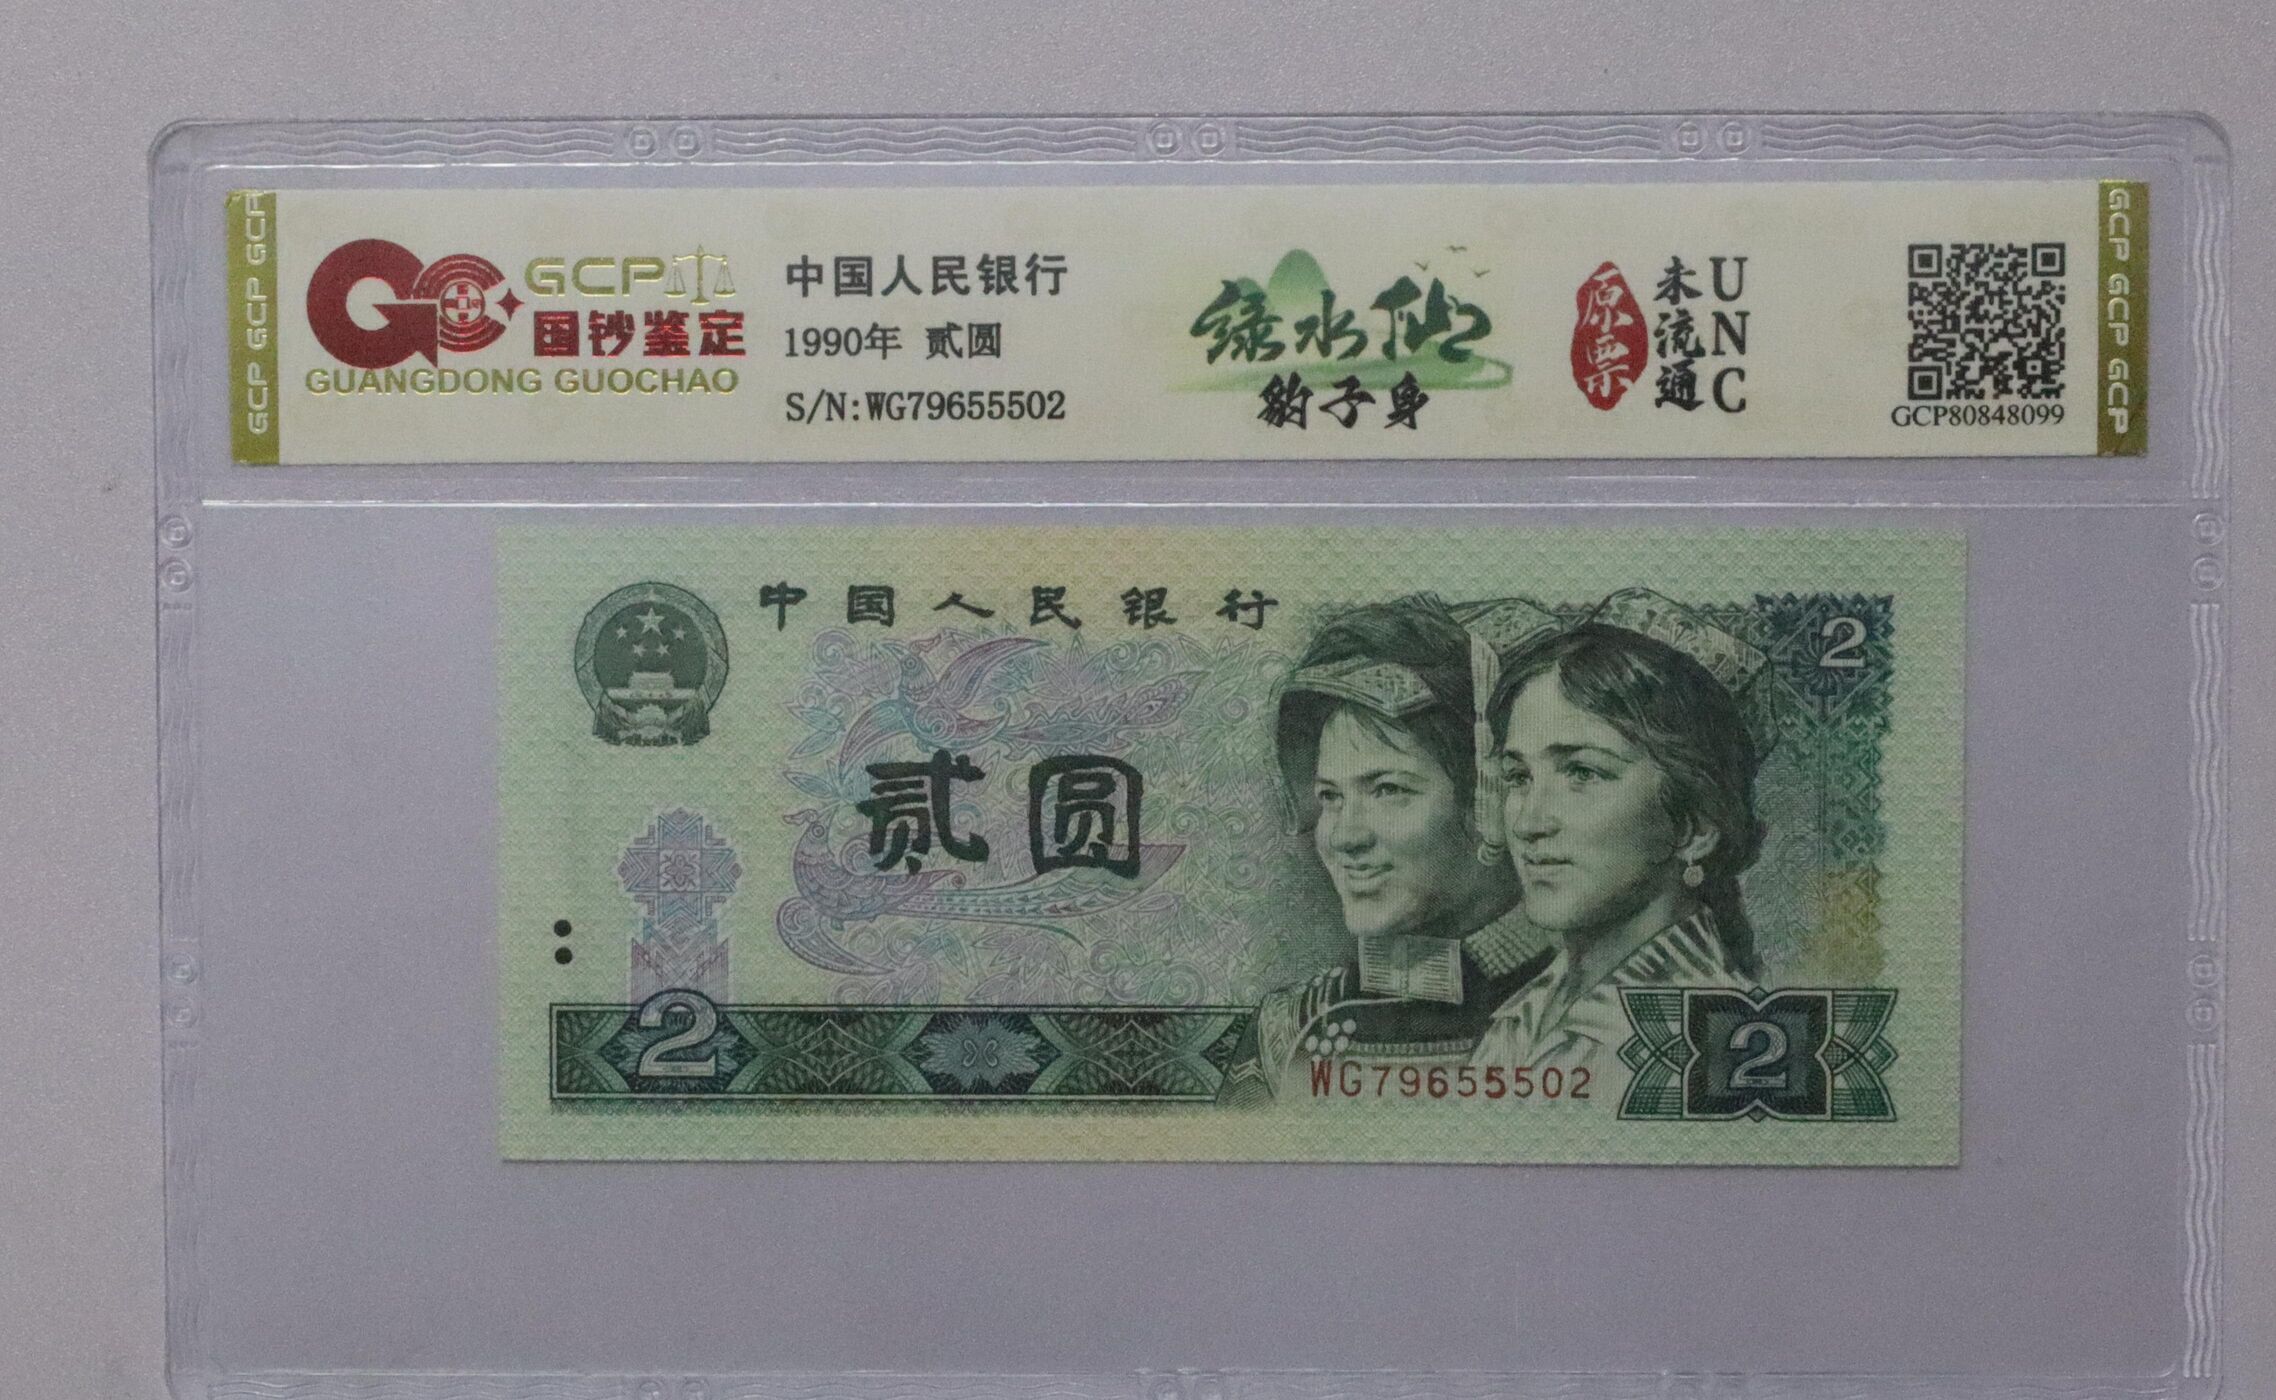 GCP GCP GCP
GCP
国钞鉴定
GUANGDONG GUOCHAO
中国人民银行
1990年 贰圆
S/N:WG79655502
绿水仙
豹子身
原票
未流通
UNC
GCP80848099
GCP GCP GCP
中国人民银行
2
贰圆
2
WG79655502
2